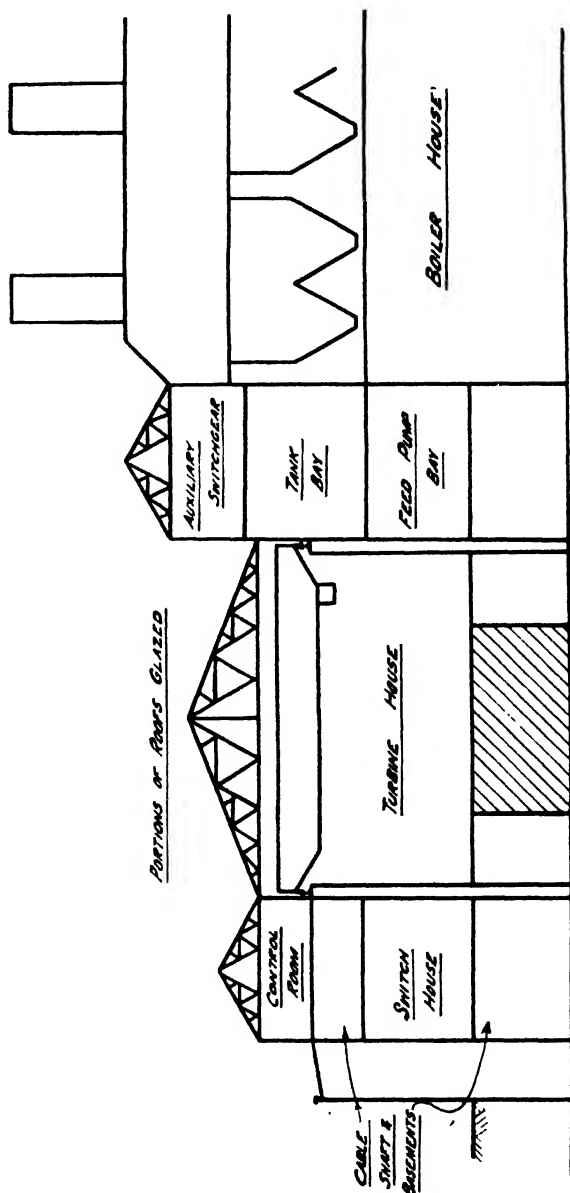 PORTIONS OF ROOFS GLAZED
CONTROL
ROOM
SWITCH
HOUSE
CABLE
SHAFT &
BASEMENTS
TURBINE HOUSE
AUXILIARY
SWITCHGEAR
TANK
BAY
FEED PUMP
BAY
BOILER HOUSE